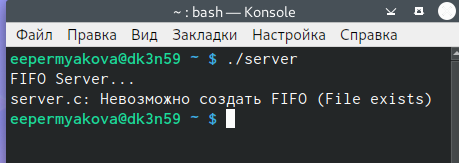 ~ : bash — Konsole
Файл Правка Вид Закладки Настройка Справка
eepermyakova@dk3n59 ~ $ ./server
FIFO Server...
server.c: Невозможно создать FIFO (File exists)
eepermyakova@dk3n59 ~ $